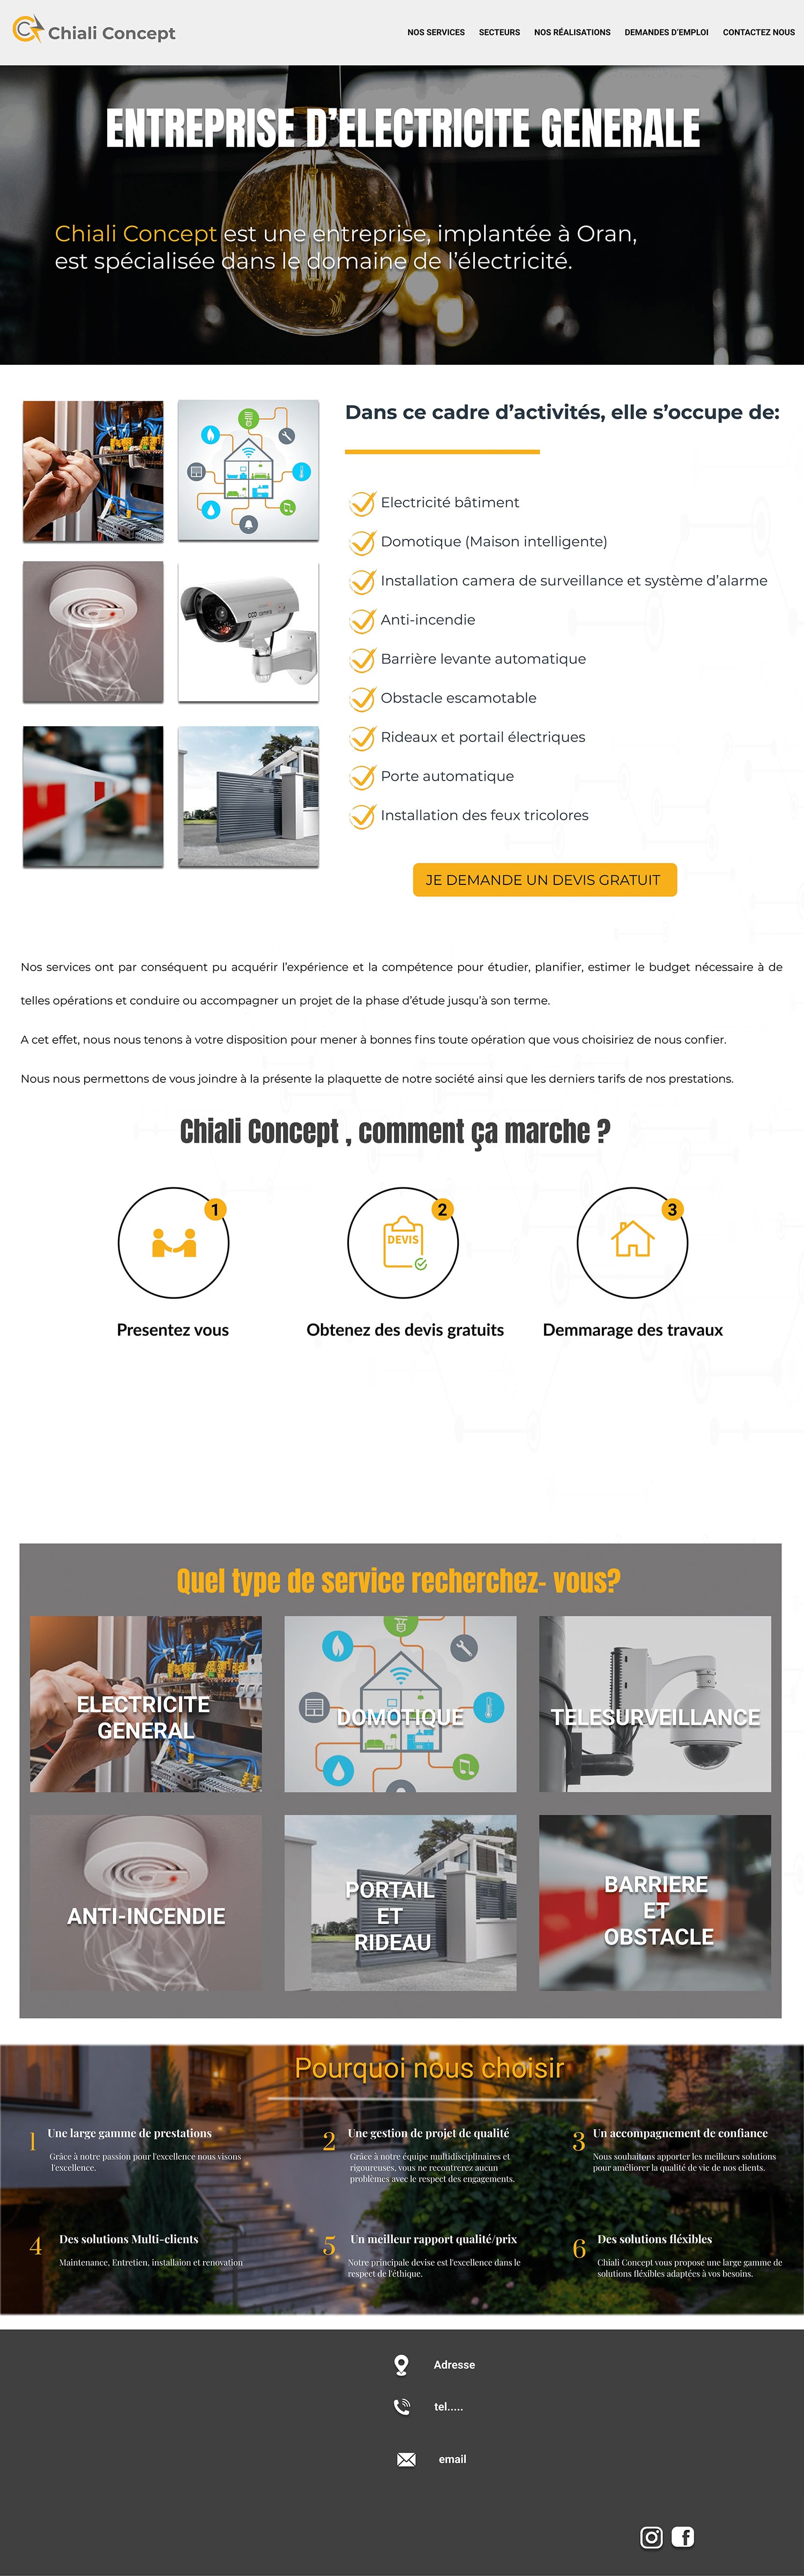 Chiali Concept
NOS SERVICES SECTEURS NOS RÉALISATIONS DEMANDES D'EMPLOI CONTACTEZ NOUS
ENTREPRISE D'ELECTRICITE GENERALE
Chiali Concept est une entreprise, implantée à Oran,
est spécialisée dans le domaine de l'électricité.
Dans ce cadre d'activités, elle s'occupe de:
Electricité bâtiment
Domotique (Maison intelligente)
Installation camera de surveillance et système d'alarme
CCD camera
Anti-incendie
Barrière levante automatique
Obstacle escamotable
Rideaux et portail électriques
Porte automatique
Installation des feux tricolores
JE DEMANDE UN DEVIS GRATUIT
Nos services ont par conséquent pu acquérir l'expérience et la compétence pour étudier, planifier, estimer le budget nécessaire à de
telles opérations et conduire ou accompagner un projet de la phase d'étude jusqu'à son terme.
A cet effet, nous nous tenons à votre disposition pour mener à bonnes fins toute opération que vous choisiriez de nous confier.
Nous nous permettons de vous joindre à la présente la plaquette de notre société ainsi que les derniers tarifs de nos prestations.
Chiali Concept , comment ça marche ?
1
2
3
DEVIS
Presentez vous
Obtenez des devis gratuits
Demmarage des travaux
Quel type de service recherchez- vous?
ELECTRICITE
GENERAL
DOMOTIQUE
TELESURVEILLANCE
ANTI-INCENDIE
PORTAIL
ET
RIDEAU
BARRIERE
ET
OBSTACLE
Pourquoi nous choisir
1 Une large gamme de prestations
Grâce à notre passion pour l'excellence nous visons
l'excellence.
2 Une gestion de projet de qualité
Grâce à notre équipe multidisciplinaires et
rigoureuses, vous ne recontrerez aucun
problèmes avec le respect des engagements.
3 Un accompagnement de confiance
Nous souhaitons apporter les meilleurs solutions
pour améliorer la qualité de vie de nos clients.
4 Des solutions Multi-clients
Maintenance, Entretien, installaion et renovation
5 Un meilleur rapport qualité/prix
Notre principale devise est l'excellence dans le
respect de l'éthique.
6 Des solutions fléxibles
Chiali Concept vous propose une large gamme de
solutions fléxibles adaptées à vos besoins.
Adresse
tel.....
email